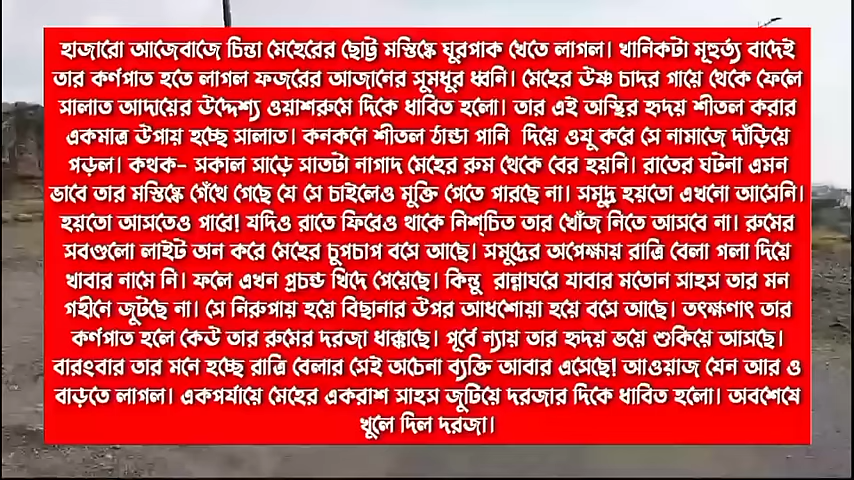 হাজারো আজেবাজে চিন্তা মেহেরের ছোট্ট মস্তিষ্কে ঘুরপাক খেতে লাগল। খানিকটা মূহুর্ত্য বাদেই
তার কর্ণপাত হতে লাগল ফজরের আজানের সুমধুর ধ্বনি। মেহের উষ্ণ চাদর গায়ে থেকে ফেলে
সালাত আদায়ের উদ্দেশ্য ওয়াশরুমে দিকে ধাবিত হলো। তার এই অস্থির হৃদয় শীতল করার
একমাত্র উপায় হচ্ছে সালাত। কনকনে শীতল ঠান্ডা পানি দিয়ে ওযু করে সে নামাজে দাঁড়িয়ে
পড়ল। কথক- সকাল সাড়ে সাতটা নাগাদ মেহের রুম থেকে বের হয়নি। রাতের ঘটনা এমন
ভাবে তার মস্তিষ্কে গেঁথে গেছে যে সে চাইলেও মুক্তি পেতে পারছে না। সমুদ্র হয়তো এখনো আসেনি।
হয়তো আসতেও পারে! যদিও রাতে ফিরেও থাকে নিশ্চিত তার খোঁজ নিতে আসবে না। রুমের
সবগুলো লাইট অন করে মেহের চুপচাপ বসে আছে। সমুদ্রের অপেক্ষায় রাত্রি বেলা গলা দিয়ে
খাবার নামে নি। ফলে এখন প্রচন্ড খিদে পেয়েছে। কিন্তু রান্নাঘরে যাবার মতোন সাহস তার মন
গহীনে জুটছে না। সে নিরুপায় হয়ে বিছানার উপর আধশোয়া হয়ে বসে আছে। তৎক্ষণাৎ তার
কর্ণপাত হলে কেউ তার রুমের দরজা ধাক্কাছে। পূর্বে ন্যায় তার হৃদয় ভয়ে শুকিয়ে আসছে।
বারংবার তার মনে হচ্ছে রাত্রি বেলার সেই অচেনা ব্যক্তি আবার এসেছে! আওয়াজ যেন আর ও
বাড়তে লাগল। একপর্যায়ে মেহের একরাশ সাহস জুটিয়ে দরজার দিকে ধাবিত হলো। অবশেষে
খুলে দিল দরজা।